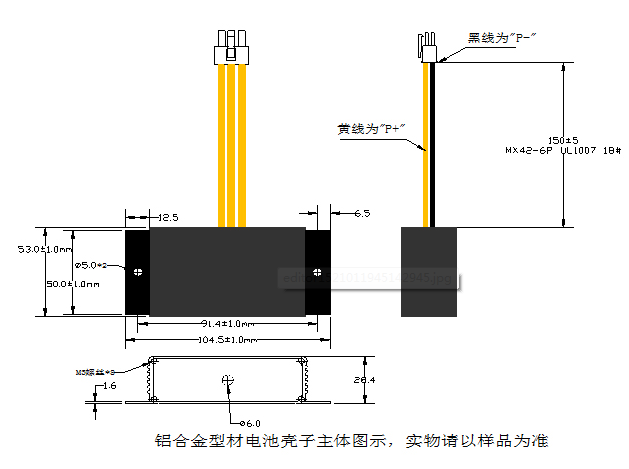 黑线为"P-"
黄线为"P+"
150±5
MX42-6P UL1007 18#
12.5
6.5
53.0±1.0mm
ø5.0*2
50.0±1.0mm
91.4±1.0mm
104.5±1.0mm
M3螺丝*8
1.6
28.4
ø6.0
铝合金型材电池壳子主体图示，实物请以样品为准